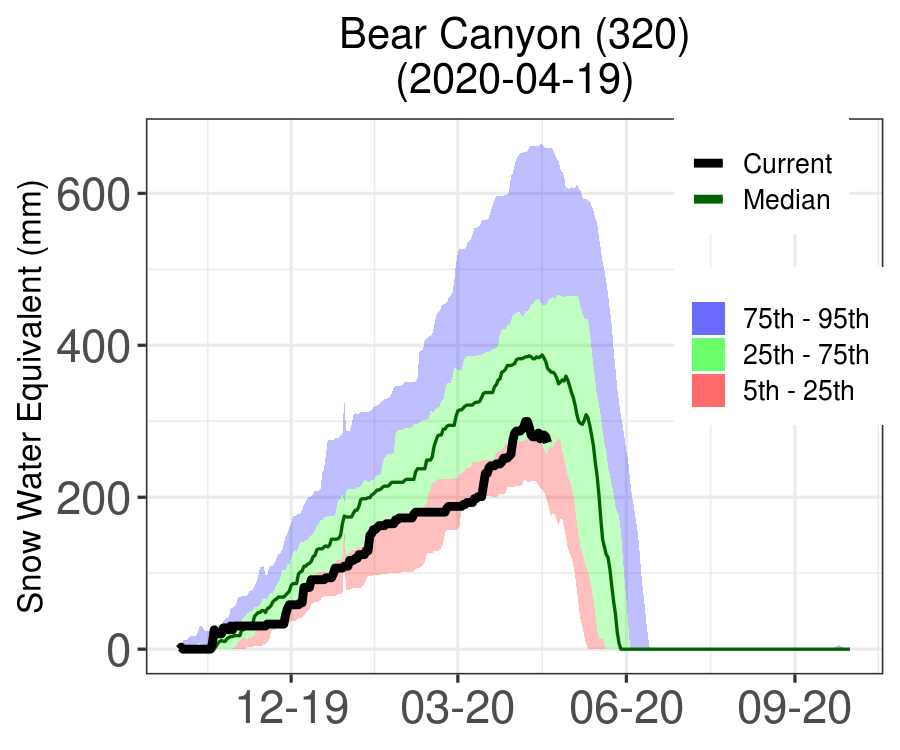 Bear Canyon (320)
(2020-04-19)
Snow Water Equivalent (mm)
600
400
200
0
12-19
03-20
06-20
09-20
Current
Median
75th - 95th
25th - 75th
5th - 25th